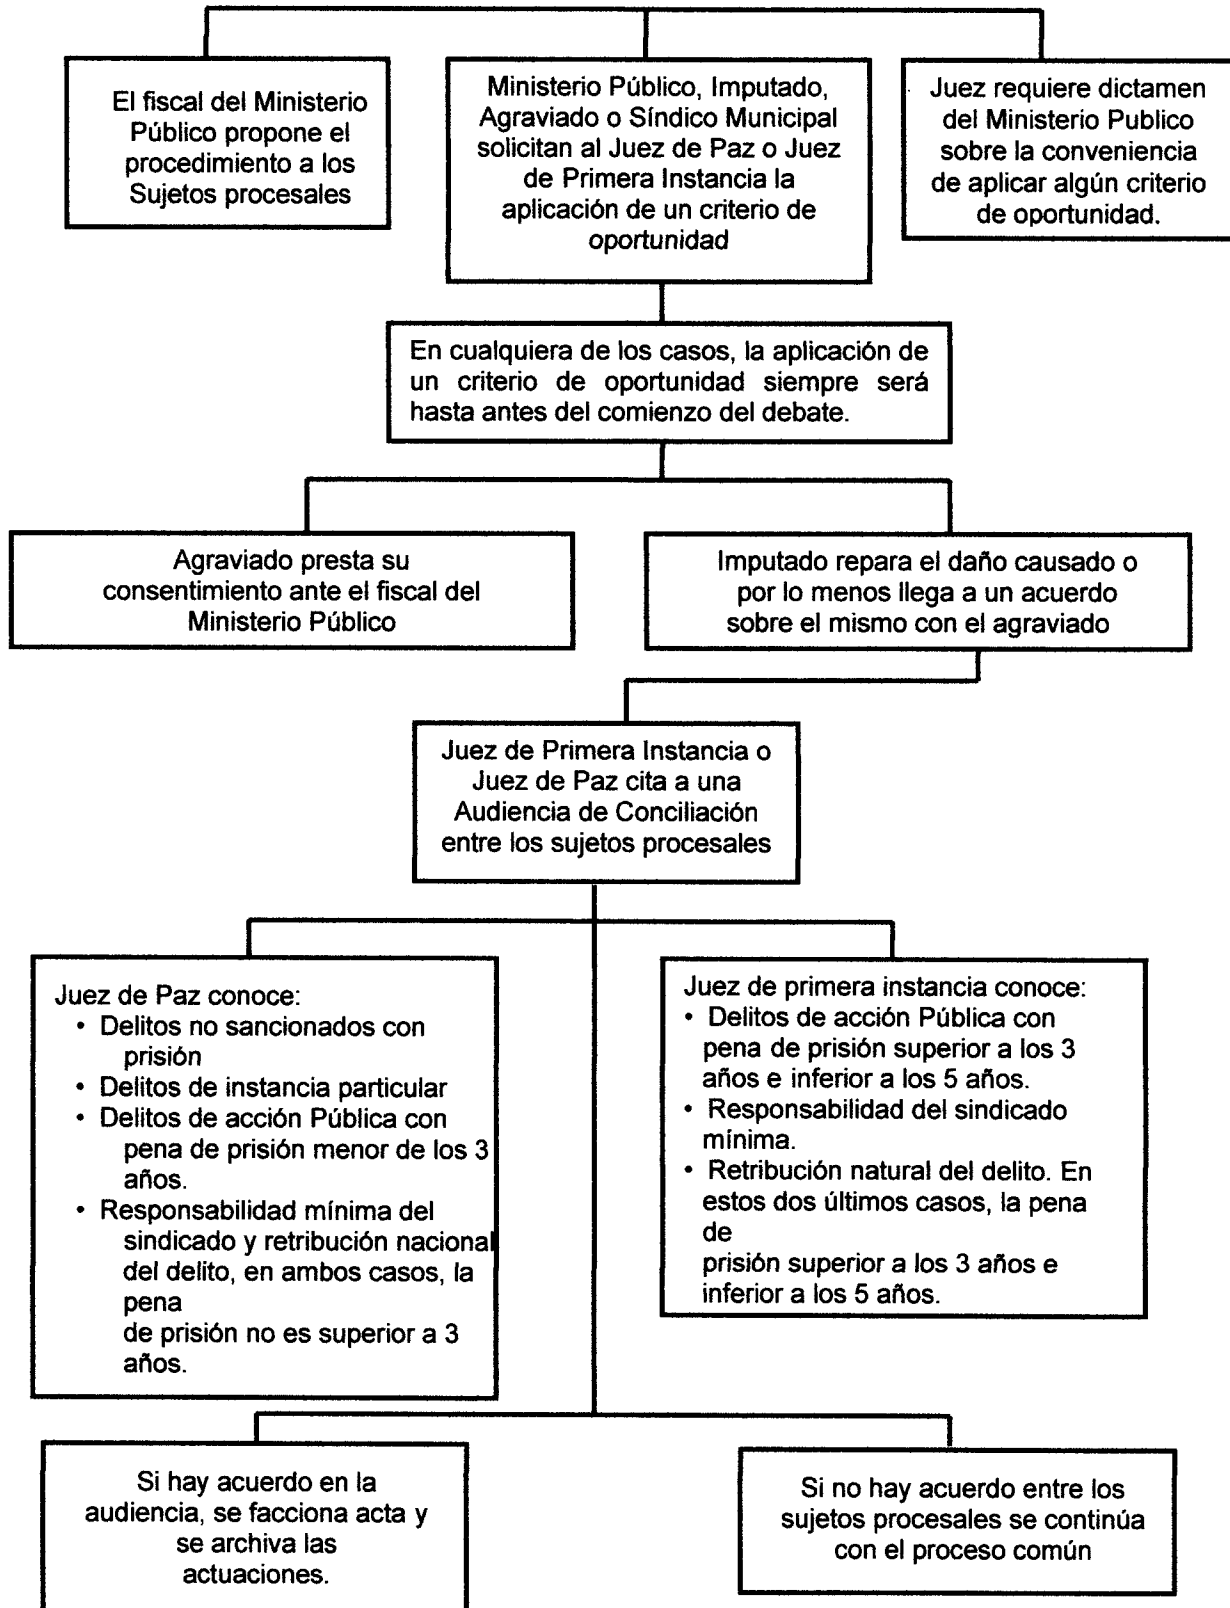 El fiscal del Ministerio
Público propone el
procedimiento a los
Sujetos procesales
Ministerio Público, Imputado,
Agraviado o Síndico Municipal
solicitan al Juez de Paz o Juez
de Primera Instancia la
aplicación de un criterio de
oportunidad
Juez requiere dictamen
del Ministerio Publico
sobre la conveniencia
de aplicar algún criterio
de oportunidad.
En cualquiera de los casos, la aplicación de
un criterio de oportunidad siempre será
hasta antes del comienzo del debate.
Agraviado presta su
consentimiento ante el fiscal del
Ministerio Público
Imputado repara el daño causado o
por lo menos llega a un acuerdo
sobre el mismo con el agraviado
Juez de Primera Instancia o
Juez de Paz cita a una
Audiencia de Conciliación
entre los sujetos procesales
Juez de Paz conoce:
• Delitos no sancionados con
prisión
• Delitos de instancia particular
• Delitos de acción Pública con
pena de prisión menor de los 3
años.
• Responsabilidad mínima del
sindicado y retribución nacional
del delito, en ambos casos, la
pena
de prisión no es superior a 3
años.
Juez de primera instancia conoce:
• Delitos de acción Pública con
pena de prisión superior a los 3
años e inferior a los 5 años.
• Responsabilidad del sindicado
mínima.
• Retribución natural del delito. En
estos dos últimos casos, la pena
de
prisión superior a los 3 años e
inferior a los 5 años.
Si hay acuerdo en la
audiencia, se facciona acta y
se archiva las
actuaciones.
Si no hay acuerdo entre los
sujetos procesales se continúa
con el proceso común